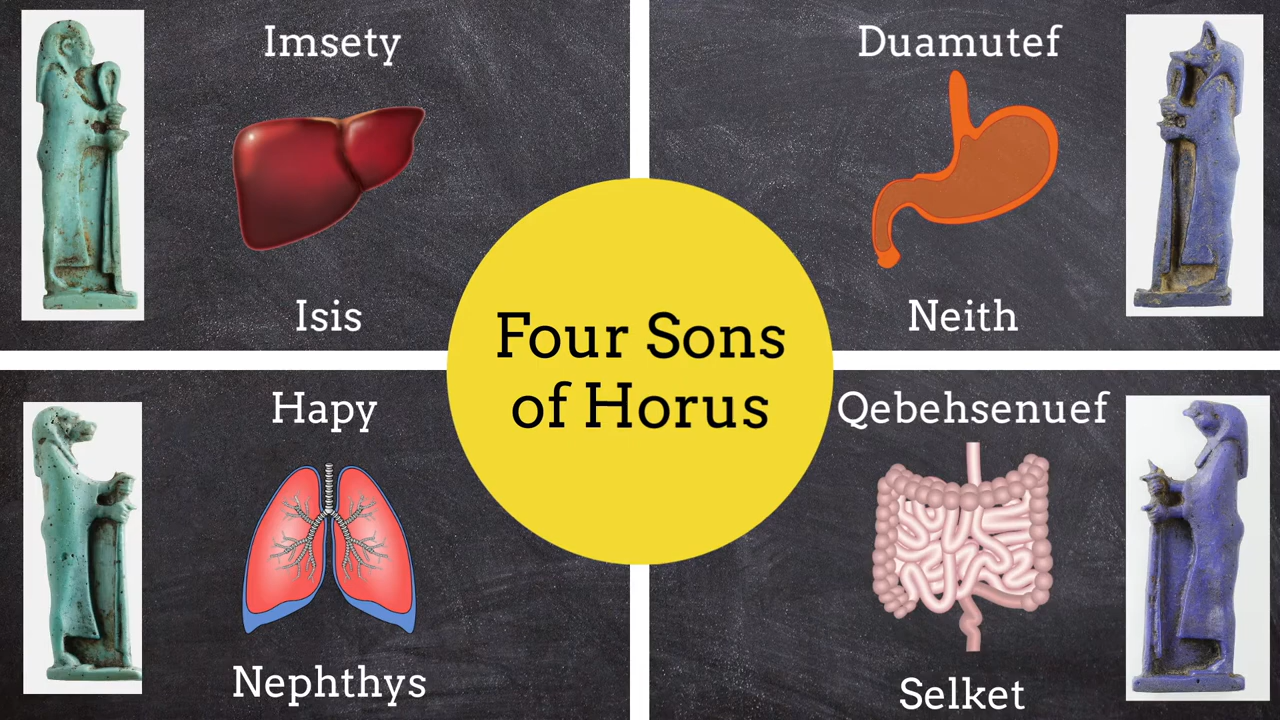 Imsety
Isis
Duamutef
Neith
Four Sons
of Horus
Hapy
Nephthys
Qebehsenuef
Selket